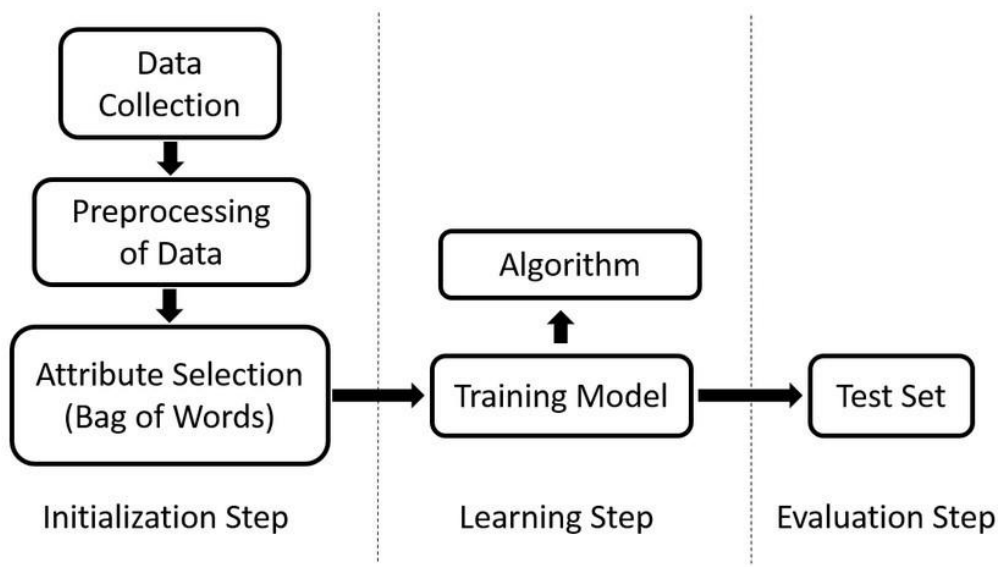 Data
Collection
Preprocessing
of Data
Attribute Selection
(Bag of Words)
Initialization Step
Algorithm
Training Model
Learning Step
Test Set
Evaluation Step